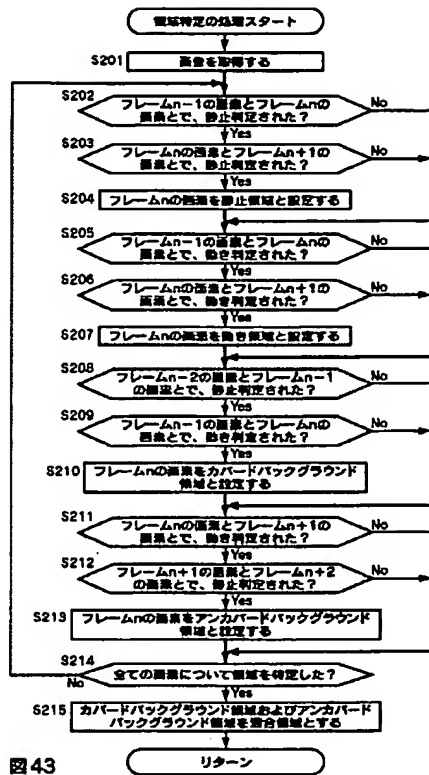 領域特定の処理スタート
S201
画像を取得する
S202
フレームn−1の画素とフレームnの
画素とで、静止判定された?
No
Yes
S203
フレームnの画素とフレームn+1の
画素とで、静止判定された?
No
Yes
S204
フレームnの画素を静止領域と設定する
S205
フレームn−1の画素とフレームnの
画素とで、動き判定された?
No
Yes
S206
フレームnの画素とフレームn+1の
画素とで、動き判定された?
No
Yes
S207
フレームnの画素を動き領域と設定する
S208
フレームn−2の画素とフレームn−1
の画素とで、静止判定された?
No
Yes
S209
フレームn−1の画素とフレームnの
画素とで、動き判定された?
No
Yes
S210
フレームnの画素をカバードバックグラウンド
領域と設定する
S211
フレームnの画素とフレームn+1の
画素とで、動き判定された?
No
Yes
S212
フレームn+1の画素とフレームn+2
の画素とで、静止判定された?
No
Yes
S213
フレームnの画素をアンカバードバックグラウンド
領域と設定する
S214
全ての画素について領域を特定した?
No
Yes
S215
カバードバックグラウンド領域およびアンカバード
バックグラウンド領域を混合領域とする
リターン
図43